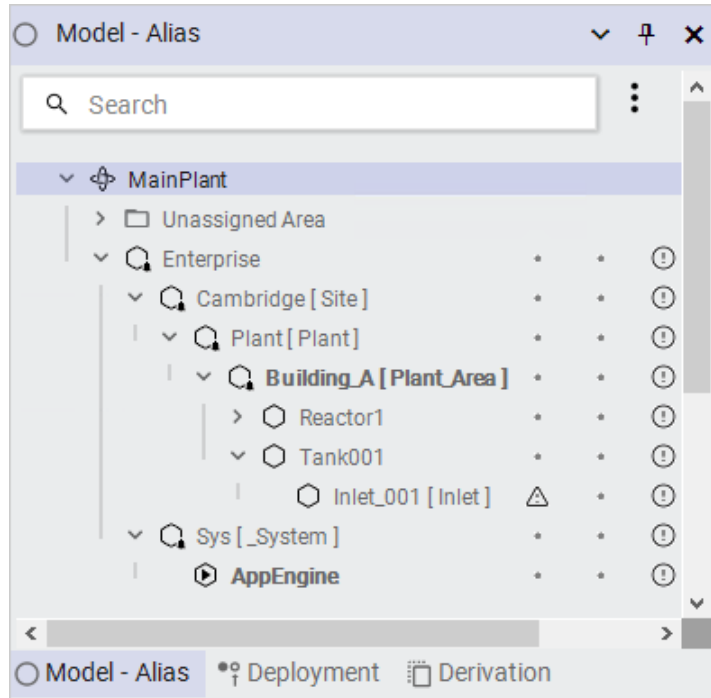 Model - Alias
Search
MainPlant
Unassigned Area
Enterprise
Cambridge [ Site ]
Plant [ Plant ]
Building_A [ Plant_Area ]
Reactor1
Tank001
Inlet_001 [ Inlet ]
Sys [ _System ]
AppEngine
Model - Alias Deployment Derivation